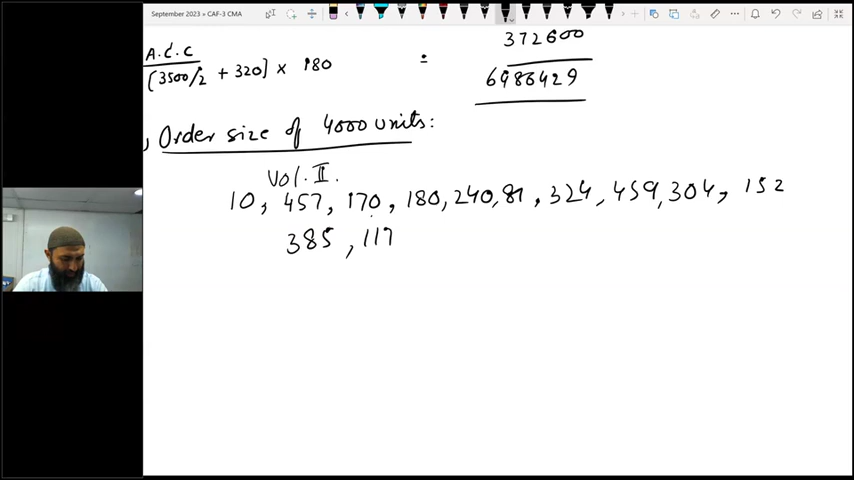 September 2023 » CAF-3 CMA
372600
A.C.C
[3500/2 + 320] × 180 =
6986429
Order size of 4000 units:
Vol. II.
10, 457, 170, 180, 240, 81, 324, 459, 304, 152
385, 117